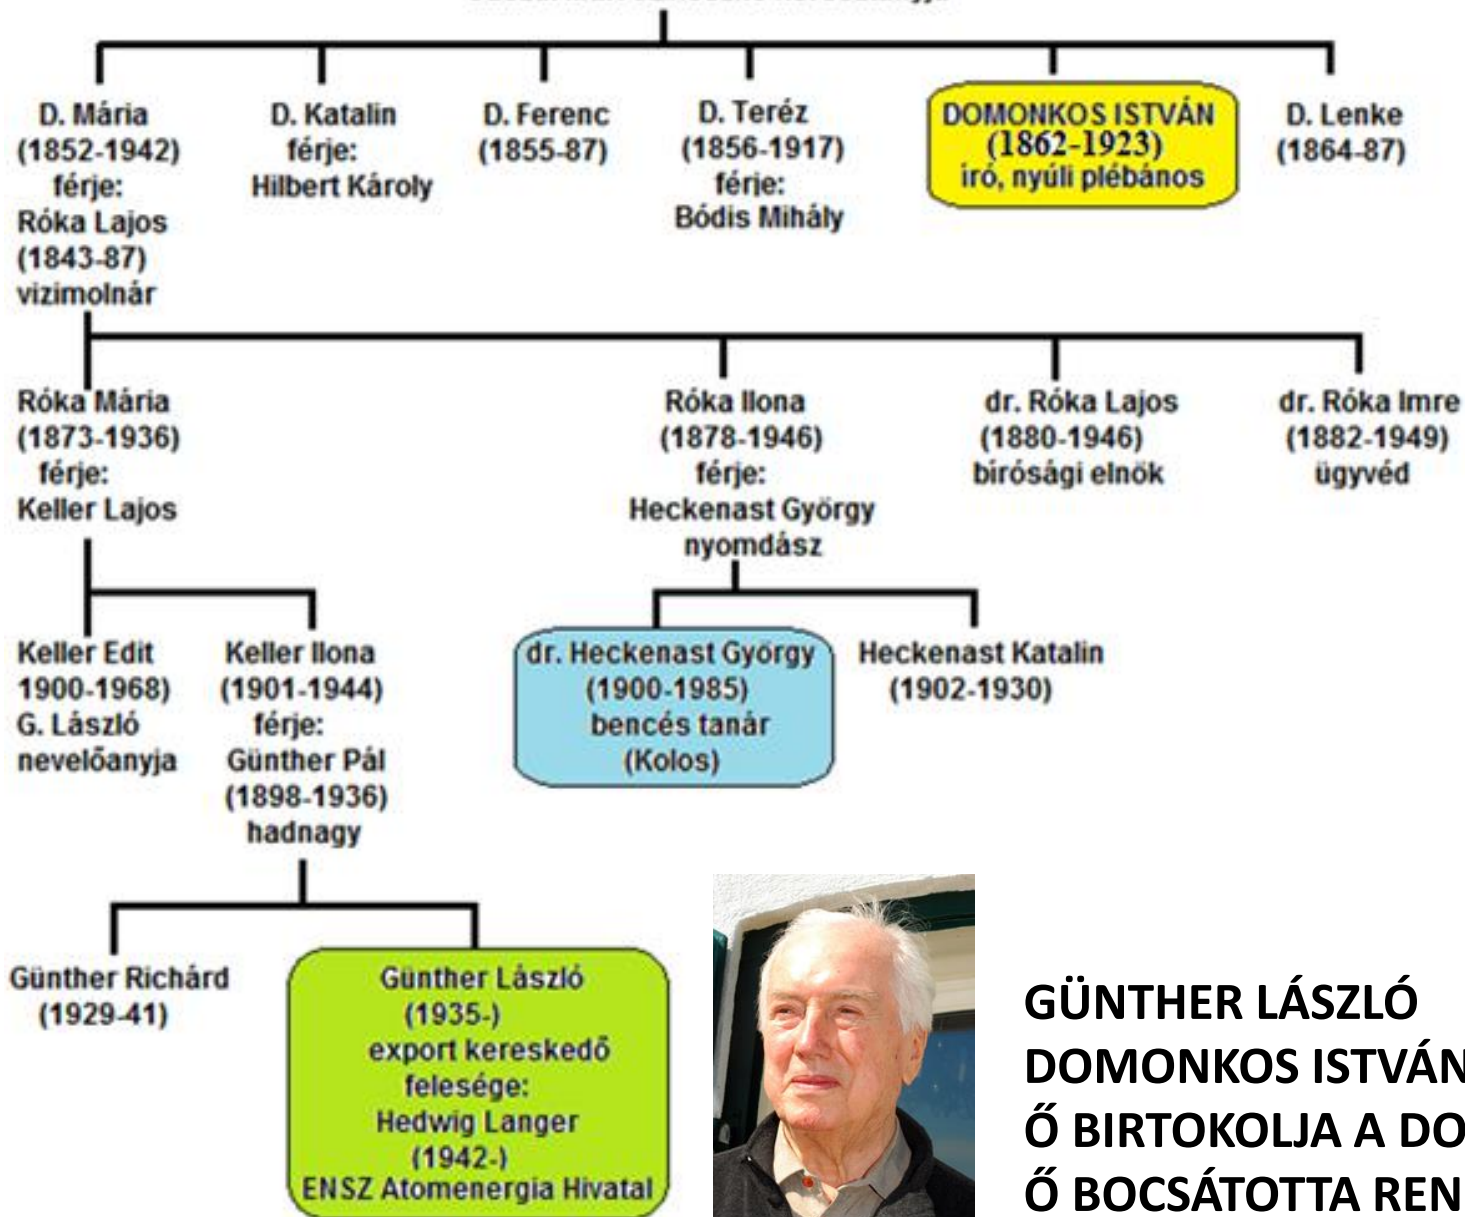 D. Mária
(1852-1942)
férje:
Róka Lajos
(1843-87)
vizimolnár
D. Katalin
férje:
Hilbert Károly
D. Ferenc
(1855-87)
D. Teréz
(1856-1917)
férje:
Bódis Mihály
DOMONKOS ISTVÁN
(1862-1923)
író, nyúli plébános
D. Lenke
(1864-87)
Róka Mária
(1873-1936)
férje:
Keller Lajos
Róka Ilona
(1878-1946)
férje:
Heckenast György
nyomdász
dr. Róka Lajos
(1880-1946)
bírósági elnök
dr. Róka Imre
(1882-1949)
ügyvéd
Keller Edit
1900-1968)
G. László
nevelőanyja
Keller Ilona
(1901-1944)
férje:
Günther Pál
(1898-1936)
hadnagy
dr. Heckenast György
(1900-1985)
bencés tanár
(Kolos)
Heckenast Katalin
(1902-1930)
Günther Richárd
(1929-41)
Günther László
(1935-)
export kereskedő
felesége:
Hedwig Langer
(1942-)
ENSZ Atomenergia Hivatal
GÜNTHER LÁSZLÓ
DOMONKOS ISTVÁN
Ő BIRTOKOLJA A DO
Ő BOCSÁTOTTA REN